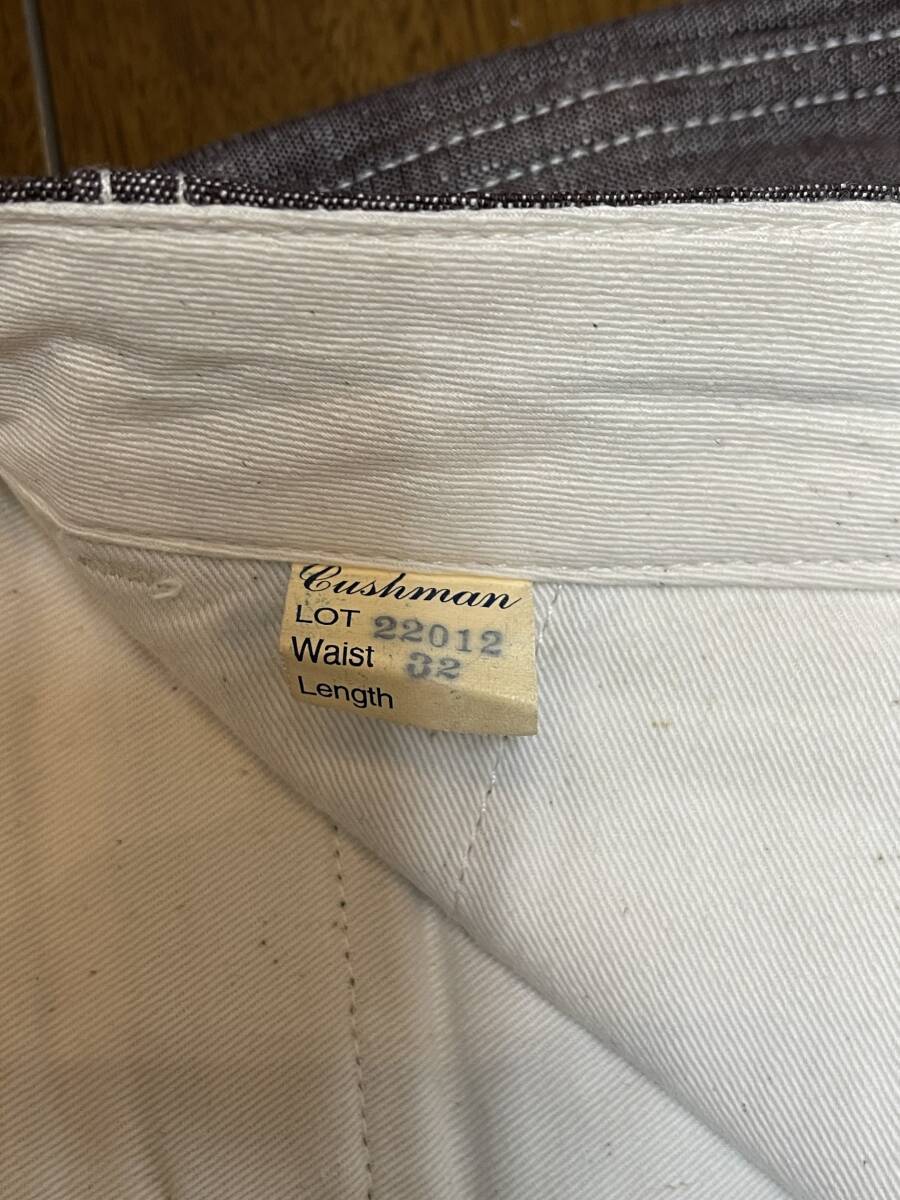 Cushman
LOT 22012
Waist 32
Length